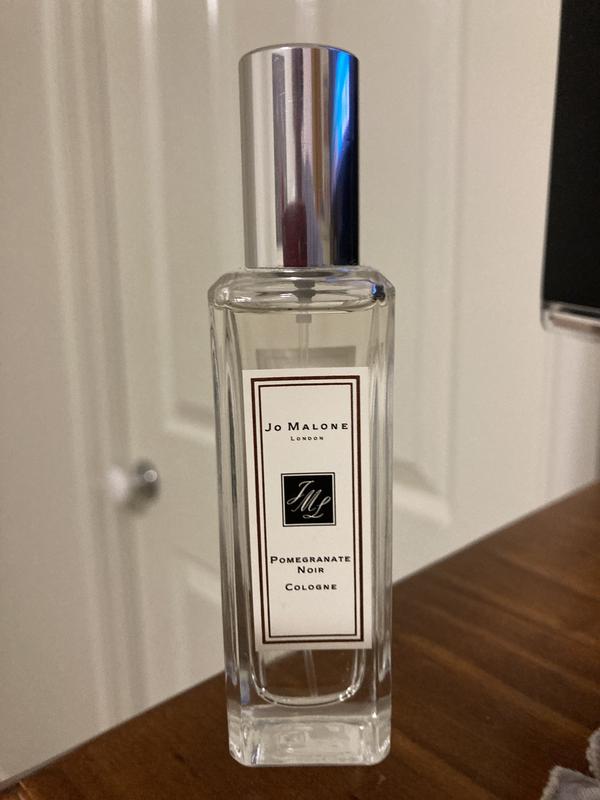 Jo Malone
London
JML
Pomegranate
Noir
Cologne